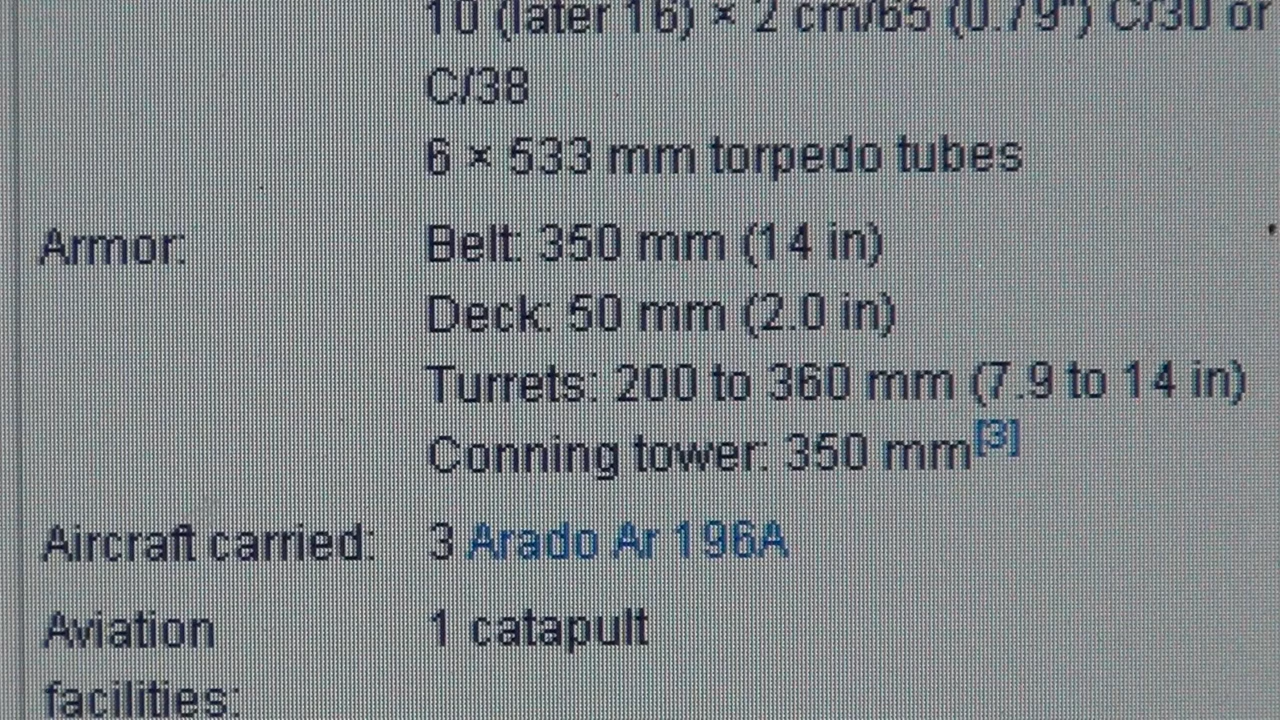 10 (later 16) × 2 cm/65 (0.79") C/30 or
C/38
6 × 533 mm torpedo tubes
Armor: Belt: 350 mm (14 in)
Deck: 50 mm (2.0 in)
Turrets: 200 to 360 mm (7.9 to 14 in)
Conning tower: 350 mm[3]
Aircraft carried: 3 Arado Ar 196A
Aviation 1 catapult
facilities: